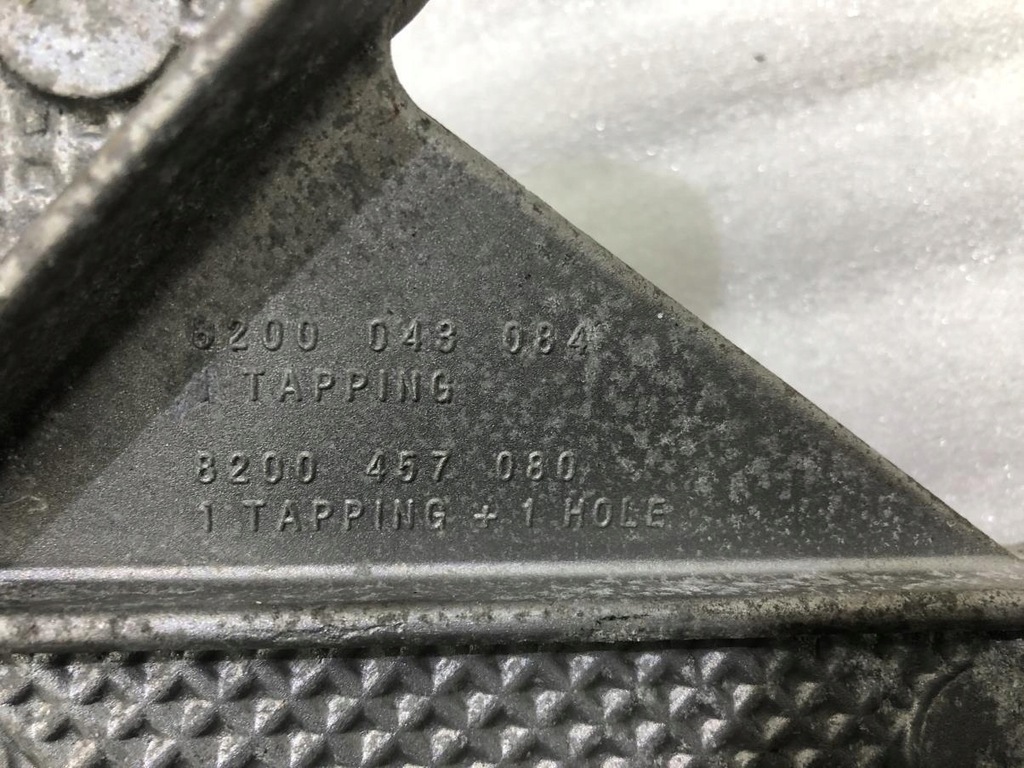 8200 043 084
1 TAPPING
8200 457 080
1 TAPPING + 1 HOLE